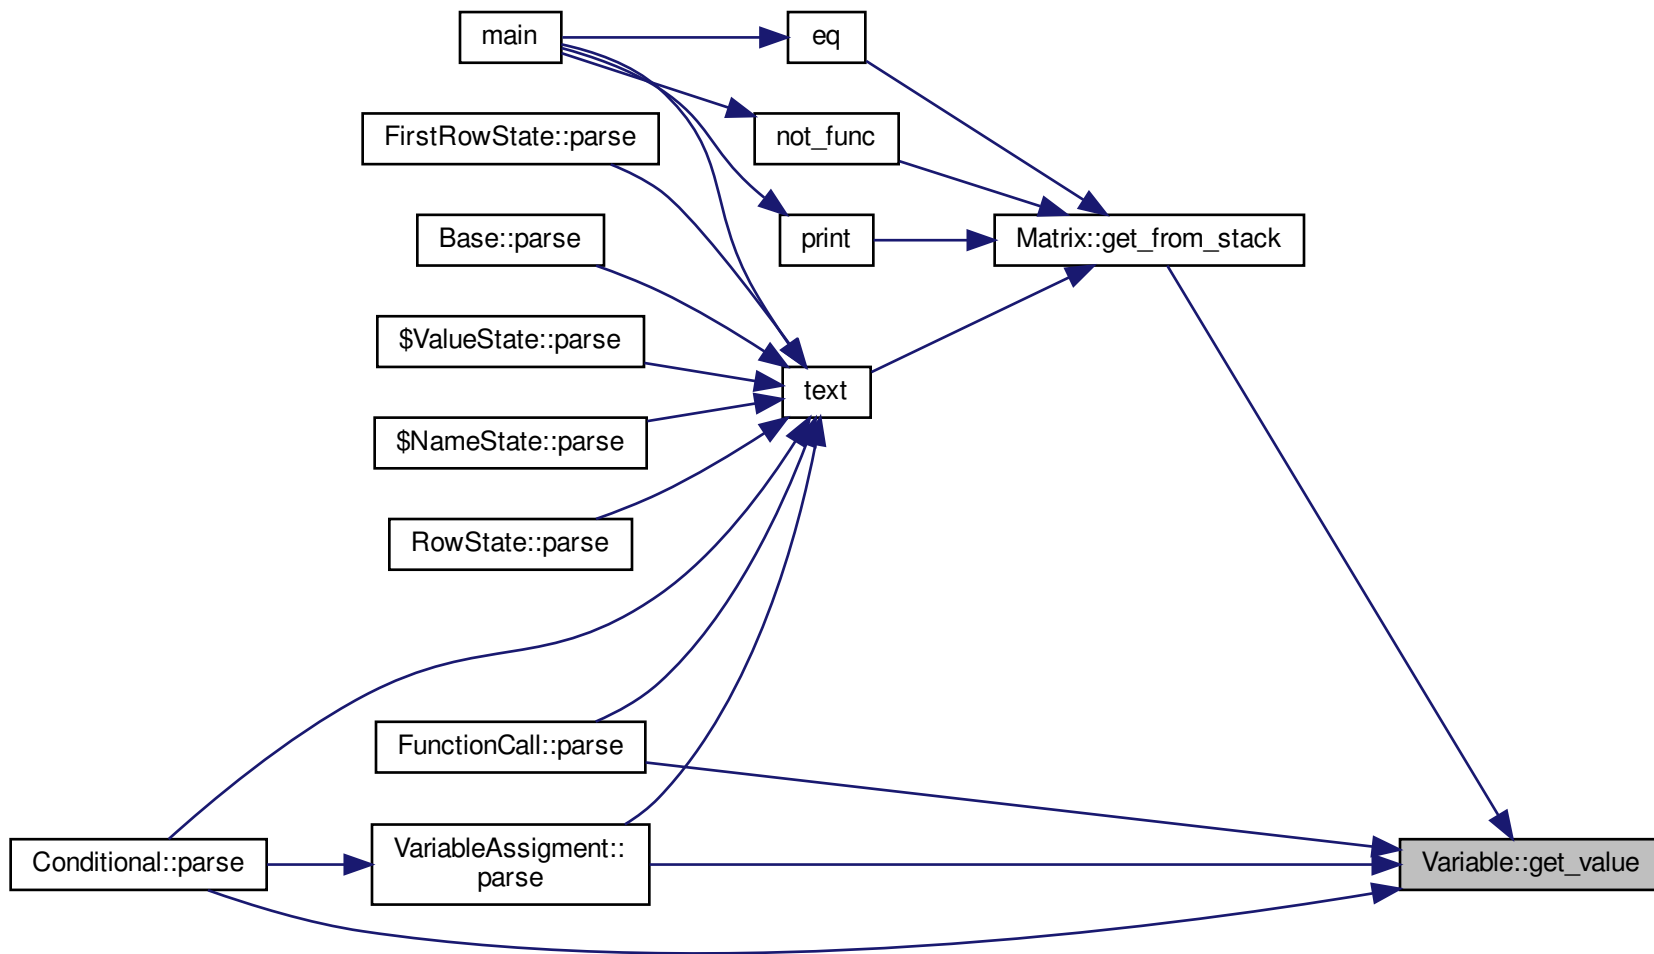 main
eq
FirstRowState::parse
not_func
Base::parse
print
Matrix::get_from_stack
$ValueState::parse
text
$NameState::parse
RowState::parse
FunctionCall::parse
VariableAssigment::
parse
Conditional::parse
Variable::get_value